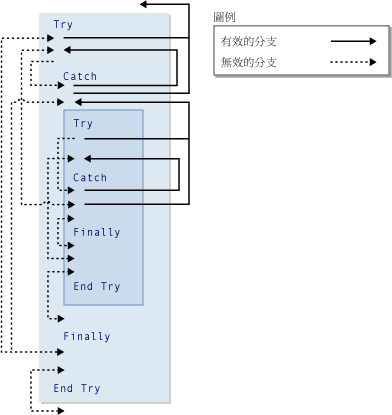 Try
Catch
Try
Catch
Finally
End Try
Finally
End Try
圖例
有效的分支
無效的分支